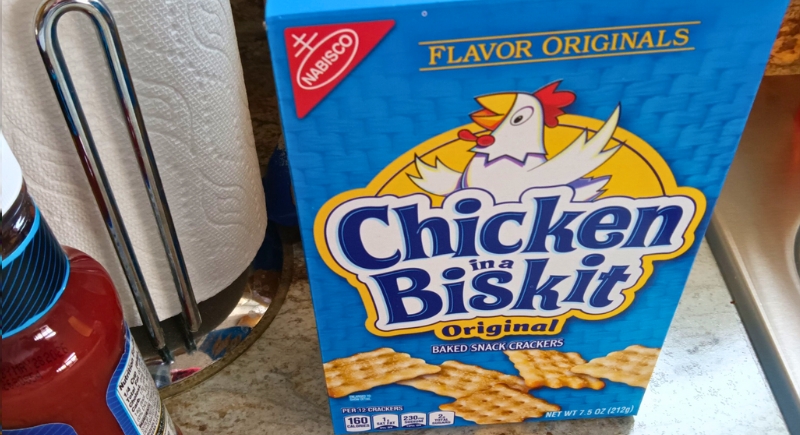 NABISCO
FLAVOR ORIGINALS
Chicken
in a
Biskit
Original
BAKED SNACK CRACKERS
PER 12 CRACKERS
160 CALORIES
230mg
NET WT 7.5 OZ (212g)